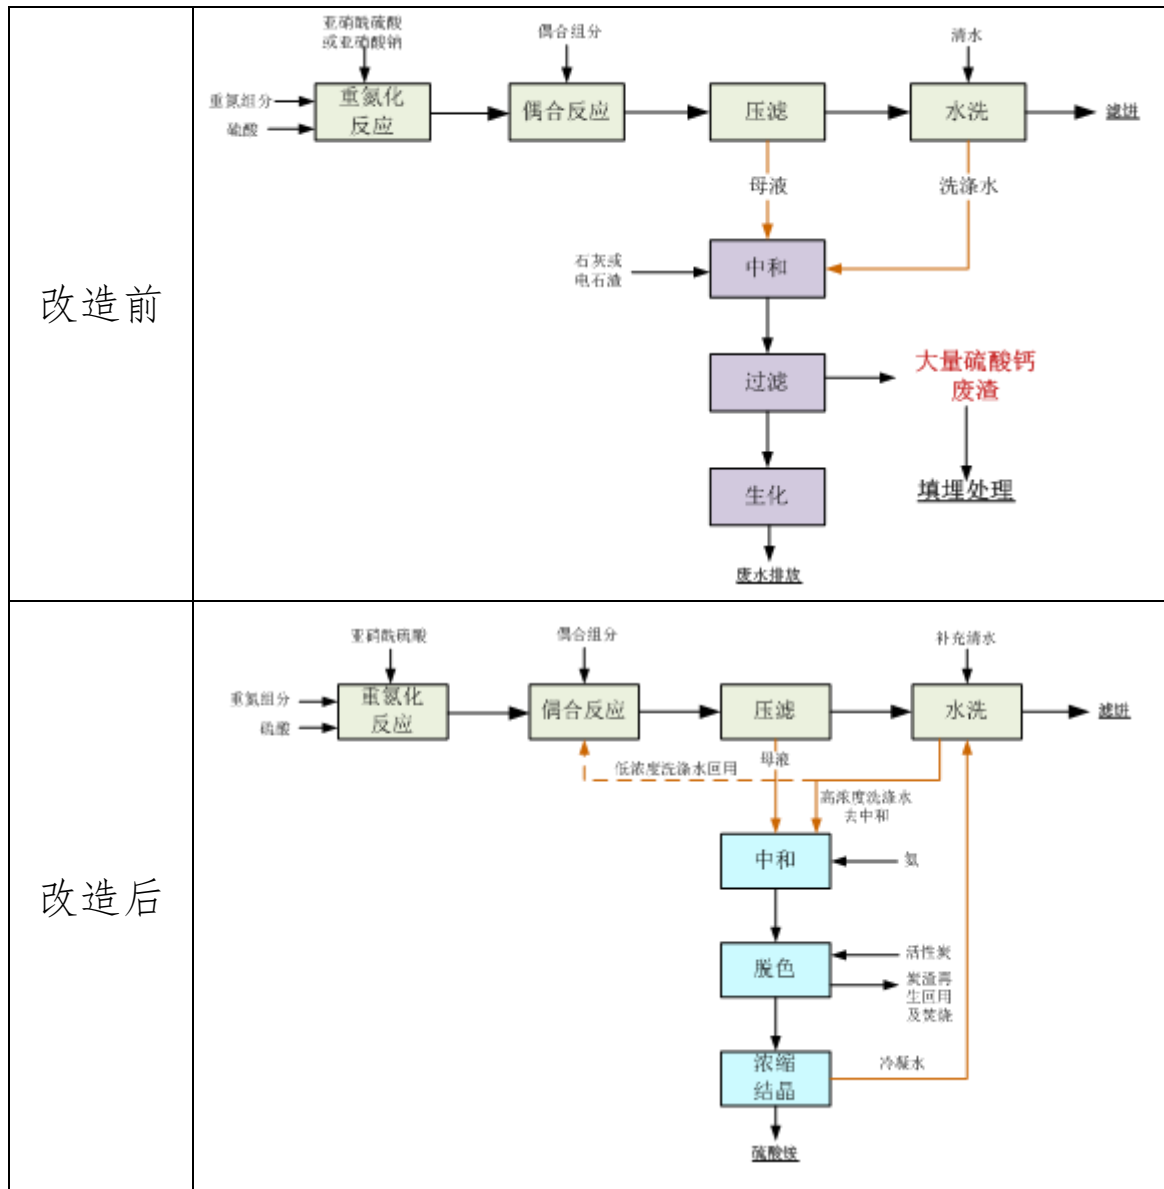 改造前
亚硝酰硫酸
或亚硝酸钠
偶合组分
清水
重氮组分
硫酸
重氮化
反应
偶合反应
压滤
水洗
滤饼
母液
洗涤水
石灰或
电石渣
中和
过滤
大量硫酸钙
废渣
生化
填埋处理
废水排放
改造后
亚硝酰硫酸
偶合组分
补充清水
重氮组分
硫酸
重氮化
反应
偶合反应
压滤
水洗
滤饼
低浓度洗涤水回用
母液
高浓度洗涤水
去中和
中和
氨
脱色
活性炭
炭渣再
生回用
及焚烧
浓缩
结晶
冷凝水
硫酸铵